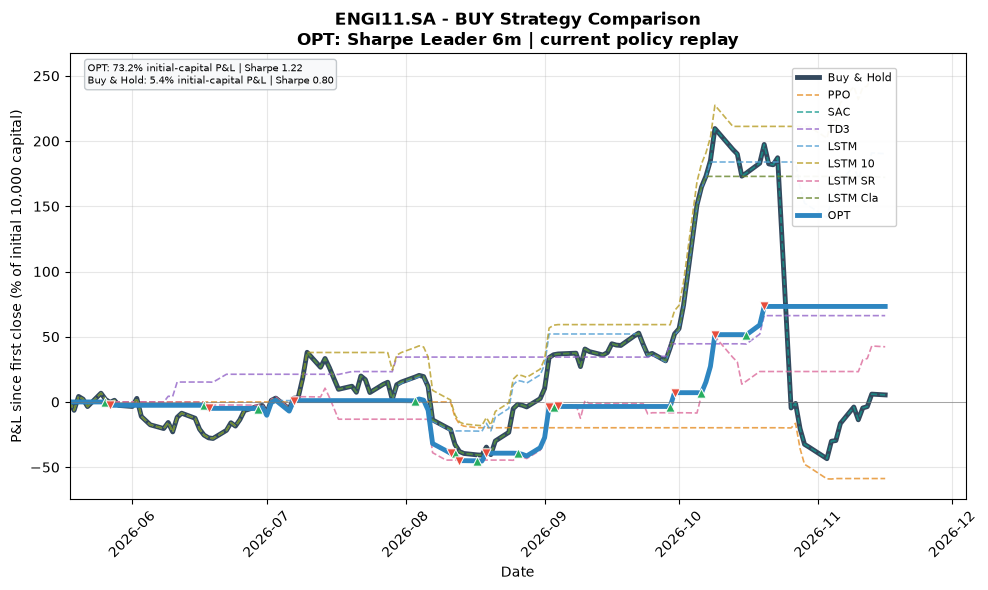 ENGI11.SA - BUY Strategy Comparison
OPT: Sharpe Leader 6m | current policy replay
OPT: 73.2% initial-capital P&L | Sharpe 1.22
Buy & Hold: 5.4% initial-capital P&L | Sharpe 0.80
Buy & Hold
PPO
SAC
TD3
LSTM
LSTM 10
LSTM SR
LSTM Cla
OPT
P&L since first close (% of initial 10,000 capital)
250
200
150
100
50
0
−50
2026-06
2026-07
2026-08
2026-09
2026-10
2026-11
2026-12
Date